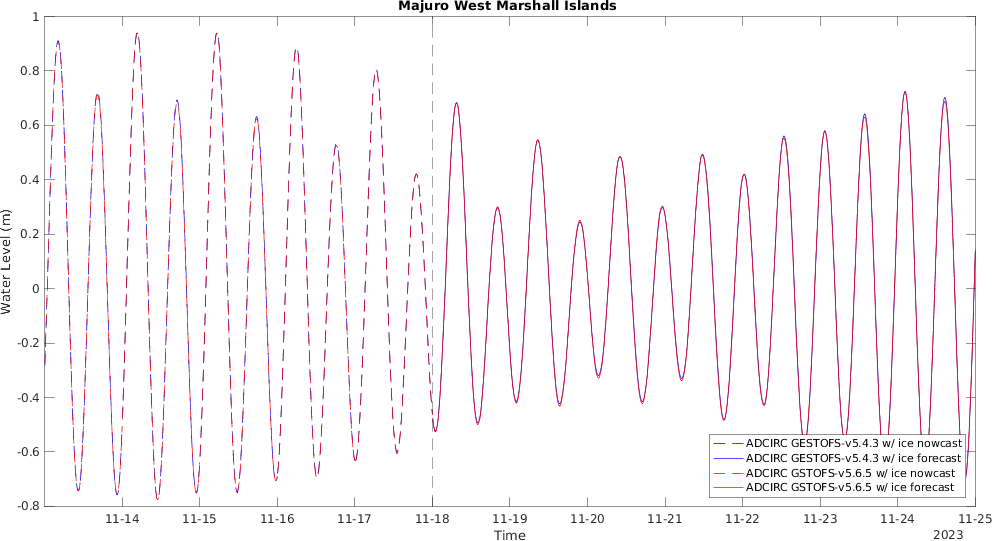 Majuro West Marshall Islands
Water Level (m)
1
0.8
0.6
0.4
0.2
0
-0.2
-0.4
-0.6
-0.8
ADCIRC GESTOFS-v5.4.3 w/ ice nowcast
ADCIRC GESTOFS-v5.4.3 w/ ice forecast
ADCIRC GSTOFS-v5.6.5 w/ ice nowcast
ADCIRC GSTOFS-v5.6.5 w/ ice forecast
11-14 11-15 11-16 11-17 11-18 11-19 11-20 11-21 11-22 11-23 11-24 11-25
Time
2023